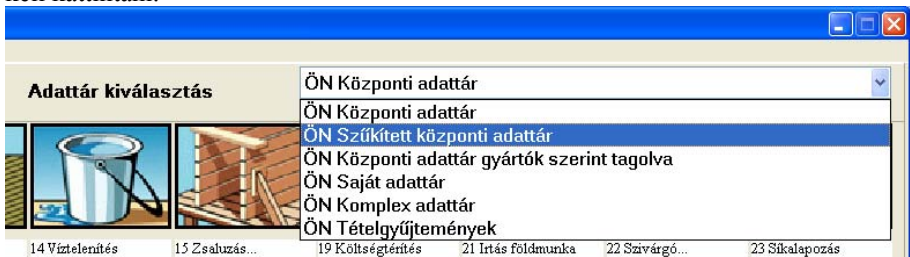 Adattár kiválasztás
ÖN Központi adattár
ÖN Központi adattár
ÖN Szűkített központi adattár
ÖN Központi adattár gyártók szerint tagolva
ÖN Saját adattár
ÖN Komplex adattár
ÖN Tételgyűjtemények
14 Víztelenítés
15 Zsaluzás...
19 Költségtérítés
21 Irtás földmunka
22 Szivárgó...
23 Síkalapozás